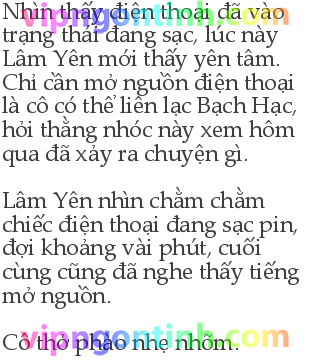 Nhìn thấy điện thoại đã vào
trạng thái đang sạc, lúc này
Lâm Yên mới thấy yên tâm.
Chỉ cần mở nguồn điện thoại
là cô có thể liên lạc Bạch Hạc,
hỏi thằng nhóc này xem hôm
qua đã xảy ra chuyện gì.
Lâm Yên nhìn chằm chằm
chiếc điện thoại đang sạc pin,
đợi khoảng vài phút, cuối
cùng cũng đã nghe thấy tiếng
mở nguồn.
Cô thở phào nhẹ nhõm.
vipngontinh.com
vipngontinh.com